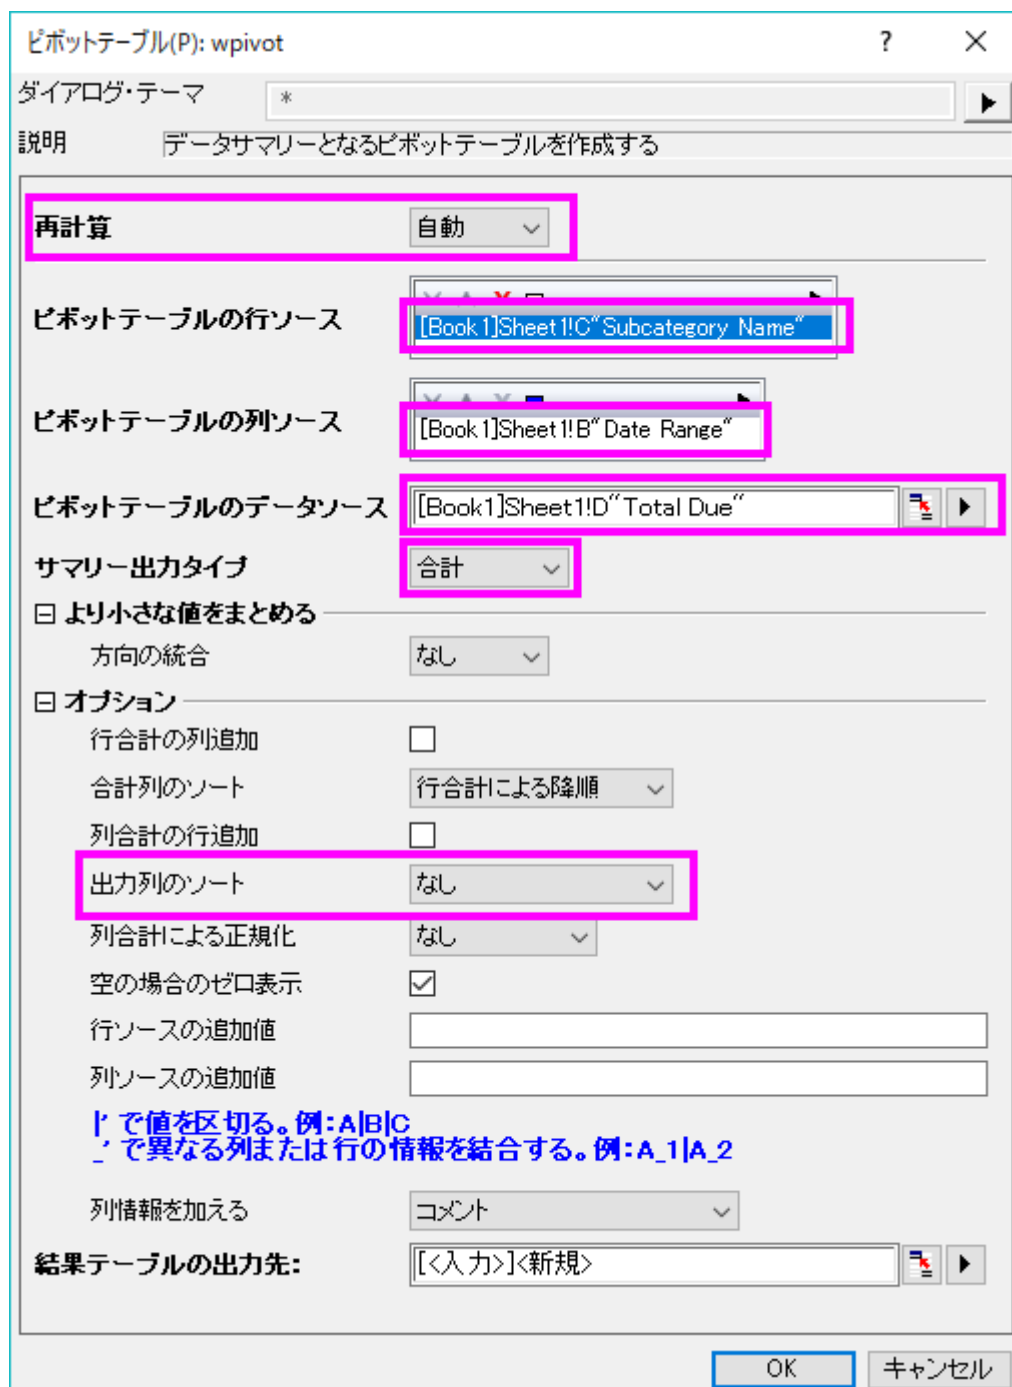 ピボットテーブル(P): wpivot
ダイアログ・テーマ *
説明 データサマリーとなるピボットテーブルを作成する
再計算 自動
ピボットテーブルの行ソース [Book1]Sheet1!C"Subcategory Name"
ピボットテーブルの列ソース [Book1]Sheet1!B"Date Range"
ピボットテーブルのデータソース [Book1]Sheet1!D"Total Due"
サマリー出力タイプ 合計
より小さな値をまとめる
方向の統合 なし
オプション
行合計の列追加
合計列のソート 行合計による降順
列合計の行追加
出力列のソート なし
列合計による正規化 なし
空の場合のゼロ表示
行ソースの追加値
列ソースの追加値
|' で値を区切る。例：A|B|C
_' で異なる列または行の情報を結合する。例：A_1|A_2
列情報を加える コメント
結果テーブルの出力先: [<入力>]<新規>
OK キャンセル